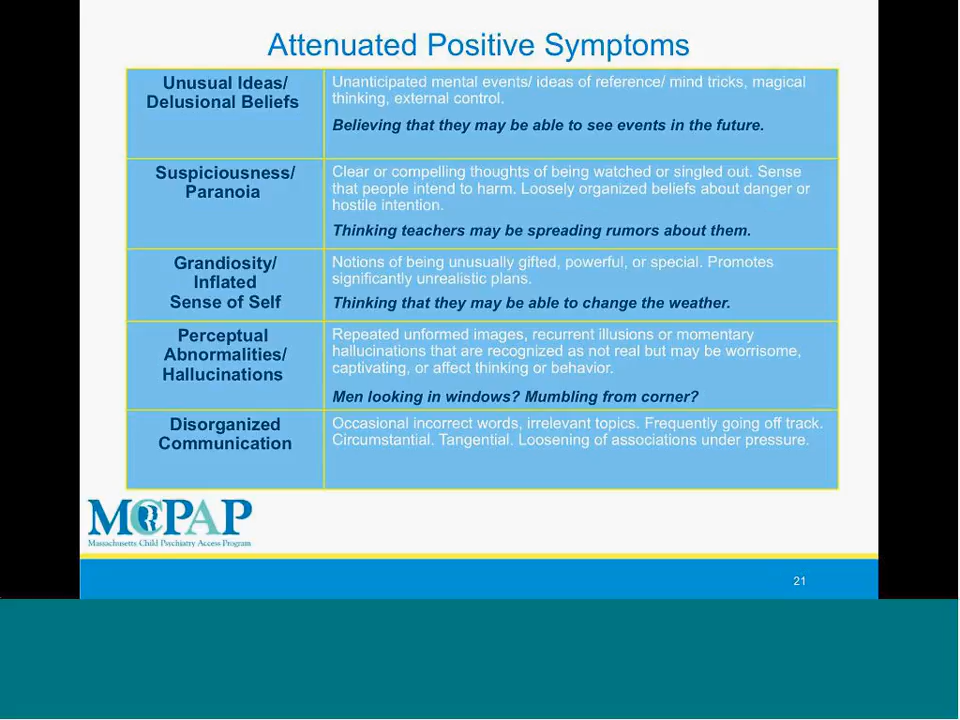 Attenuated Positive Symptoms
Unusual Ideas/
Delusional Beliefs
Unanticipated mental events/ ideas of reference/ mind tricks, magical
thinking, external control.
Believing that they may be able to see events in the future.
Suspiciousness/
Paranoia
Clear or compelling thoughts of being watched or singled out. Sense
that people intend to harm. Loosely organized beliefs about danger or
hostile intention.
Thinking teachers may be spreading rumors about them.
Grandiosity/
Inflated
Sense of Self
Notions of being unusually gifted, powerful, or special. Promotes
significantly unrealistic plans.
Thinking that they may be able to change the weather.
Perceptual
Abnormalities/
Hallucinations
Repeated unformed images, recurrent illusions or momentary
hallucinations that are recognized as not real but may be worrisome,
captivating, or affect thinking or behavior.
Men looking in windows? Mumbling from corner?
Disorganized
Communication
Occasional incorrect words, irrelevant topics. Frequently going off track.
Circumstantial. Tangential. Loosening of associations under pressure.
MCPAP
Massachusetts Child Psychiatry Access Program
21